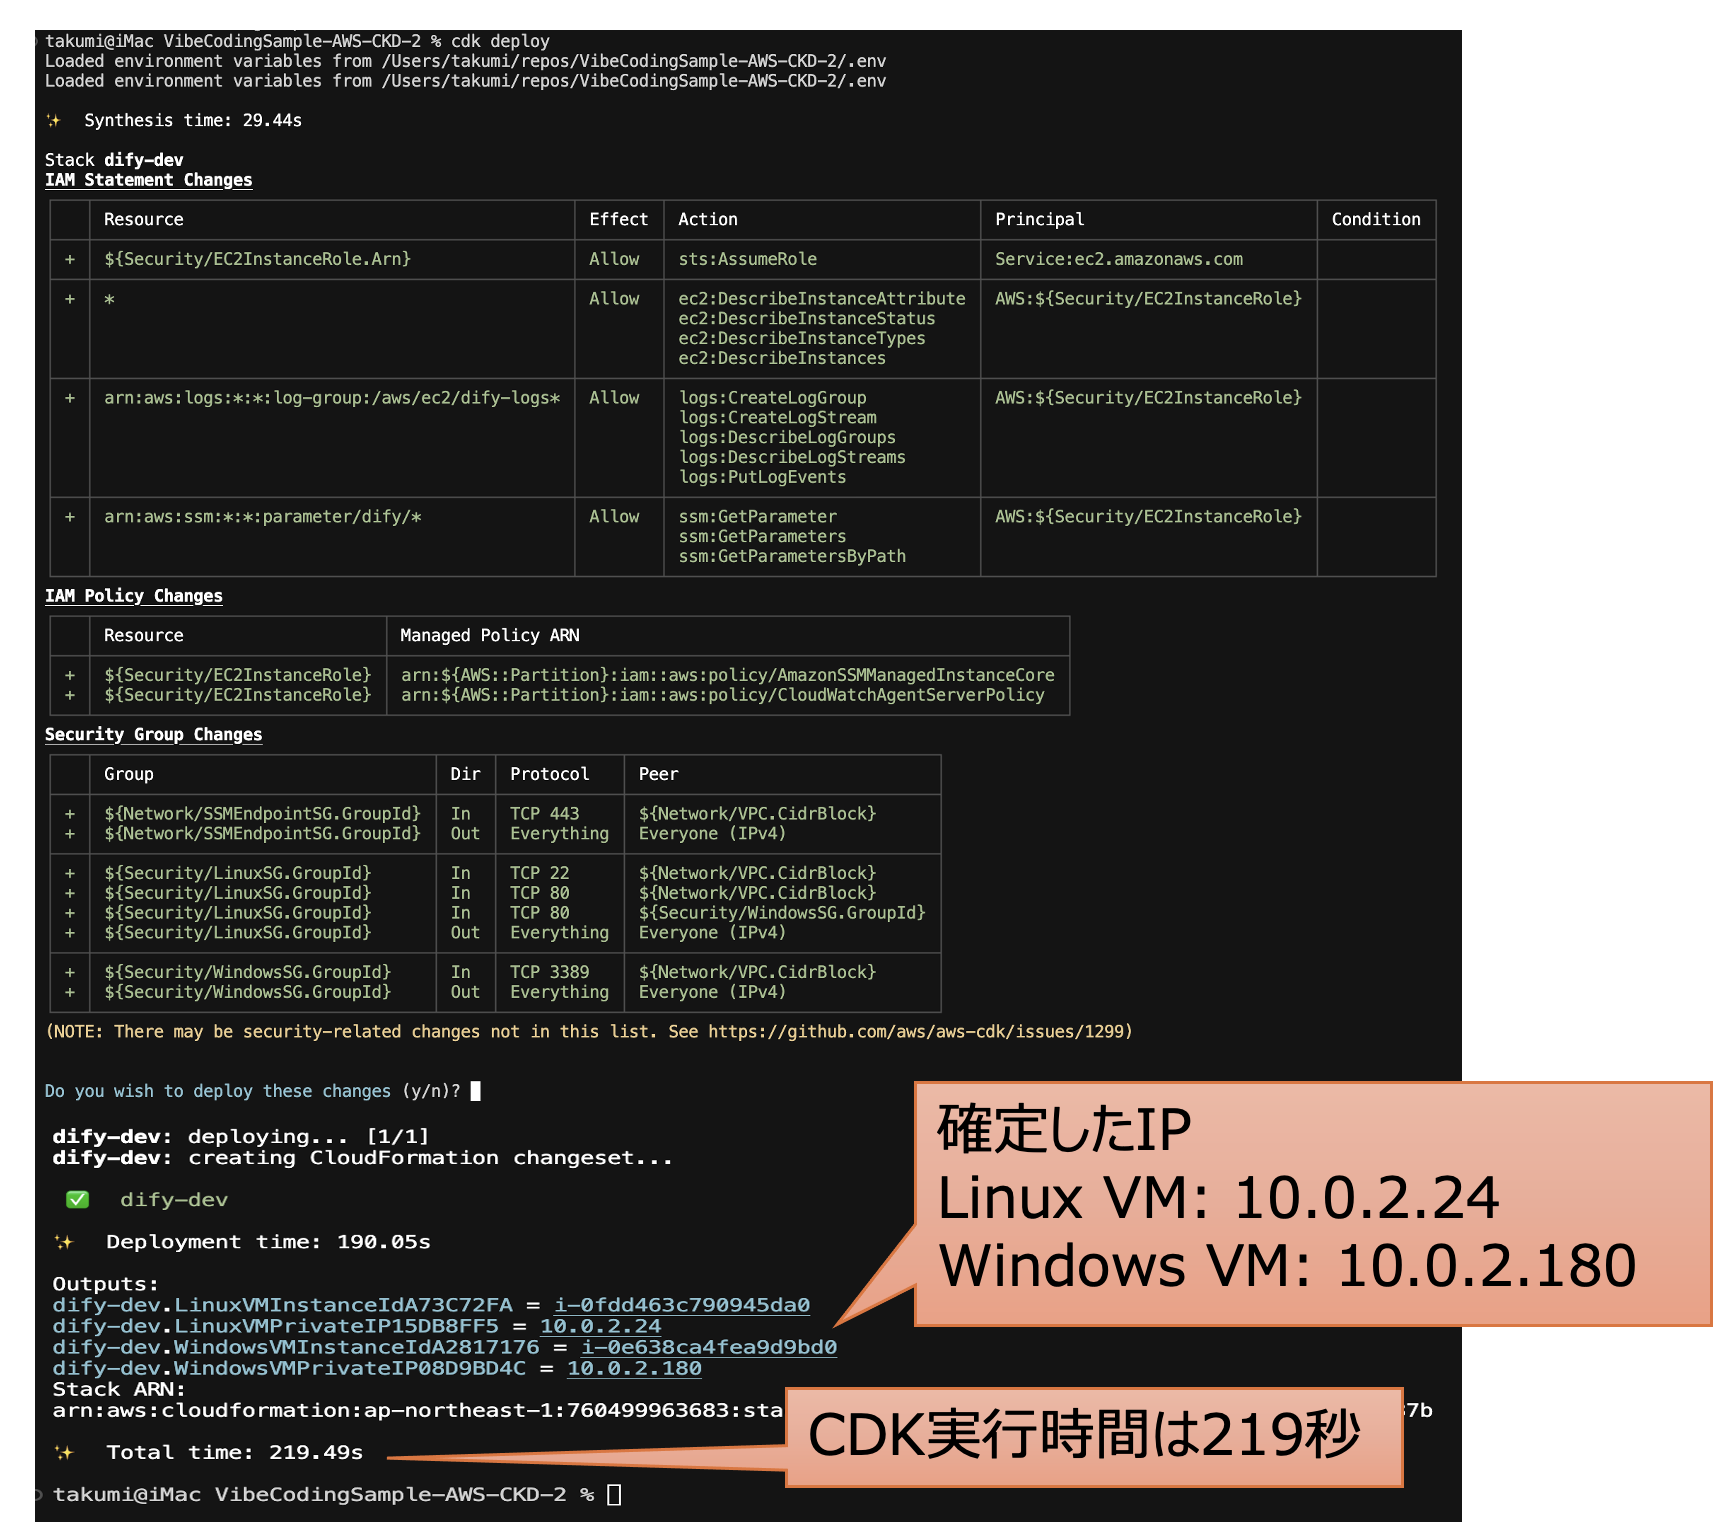 takumi@iMac VibeCodingSample-AWS-CKD-2 % cdk deploy
Loaded environment variables from /Users/takumi/repos/VibeCodingSample-AWS-CKD-2/.env
Loaded environment variables from /Users/takumi/repos/VibeCodingSample-AWS-CKD-2/.env
✨ Synthesis time: 29.44s
Stack dify-dev
IAM Statement Changes
Resource Effect Action Principal Condition
+ ${Security/EC2InstanceRole.Arn} Allow sts:AssumeRole Service:ec2.amazonaws.com
+ * Allow ec2:DescribeInstanceAttribute AWS:${Security/EC2InstanceRole}
ec2:DescribeInstanceStatus
ec2:DescribeInstanceTypes
ec2:DescribeInstances
+ arn:aws:logs:*:*:log-group:/aws/ec2/dify-logs* Allow logs:CreateLogGroup AWS:${Security/EC2InstanceRole}
logs:CreateLogStream
logs:DescribeLogGroups
logs:DescribeLogStreams
logs:PutLogEvents
+ arn:aws:ssm:*:*:parameter/dify/* Allow ssm:GetParameter AWS:${Security/EC2InstanceRole}
ssm:GetParameters
ssm:GetParametersByPath
IAM Policy Changes
Resource Managed Policy ARN
+ ${Security/EC2InstanceRole} arn:${AWS::Partition}:iam::aws:policy/AmazonSSMManagedInstanceCore
+ ${Security/EC2InstanceRole} arn:${AWS::Partition}:iam::aws:policy/CloudWatchAgentServerPolicy
Security Group Changes
Group Dir Protocol Peer
+ ${Network/SSMEndpointSG.GroupId} In TCP 443 ${Network/VPC.CidrBlock}
+ ${Network/SSMEndpointSG.GroupId} Out Everything Everyone (IPv4)
+ ${Security/LinuxSG.GroupId} In TCP 22 ${Network/VPC.CidrBlock}
+ ${Security/LinuxSG.GroupId} In TCP 80 ${Network/VPC.CidrBlock}
+ ${Security/LinuxSG.GroupId} In TCP 80 ${Security/WindowsSG.GroupId}
+ ${Security/LinuxSG.GroupId} Out Everything Everyone (IPv4)
+ ${Security/WindowsSG.GroupId} In TCP 3389 ${Network/VPC.CidrBlock}
+ ${Security/WindowsSG.GroupId} Out Everything Everyone (IPv4)
(NOTE: There may be security-related changes not in this list. See https://github.com/aws/aws-cdk/issues/1299)
Do you wish to deploy these changes (y/n)?
dify-dev: deploying... [1/1]
dify-dev: creating CloudFormation changeset...
✅ dify-dev
✨ Deployment time: 190.05s
Outputs:
dify-dev.LinuxVMInstanceIdA73C72FA = i-0fdd463c790945da0
dify-dev.LinuxVMPrivateIP15DB8FF5 = 10.0.2.24
dify-dev.WindowsVMInstanceIdA2817176 = i-0e638ca4fea9d9bd0
dify-dev.WindowsVMPrivateIP08D9BD4C = 10.0.2.180
Stack ARN:
arn:aws:cloudformation:ap-northeast-1:760499963683:sta
7b
✨ Total time: 219.49s
takumi@iMac VibeCodingSample-AWS-CKD-2 %
確定したIP
Linux VM: 10.0.2.24
Windows VM: 10.0.2.180
CDK実行時間は219秒